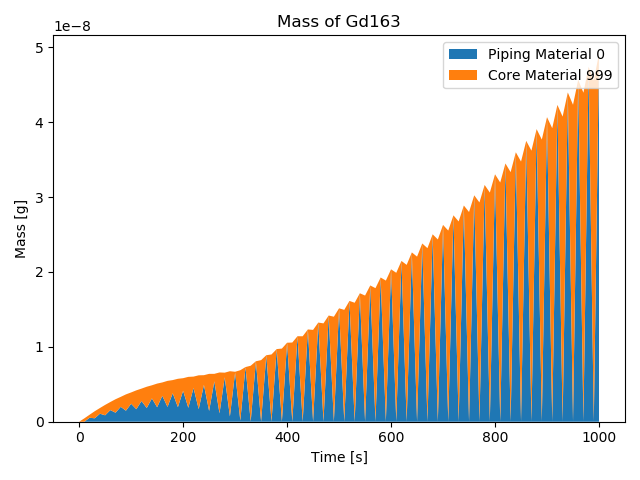 Mass of Gd163
1e−8
Piping Material 0
Core Material 999
5
4
3
2
1
0
Mass [g]
0 200 400 600 800 1000
Time [s]